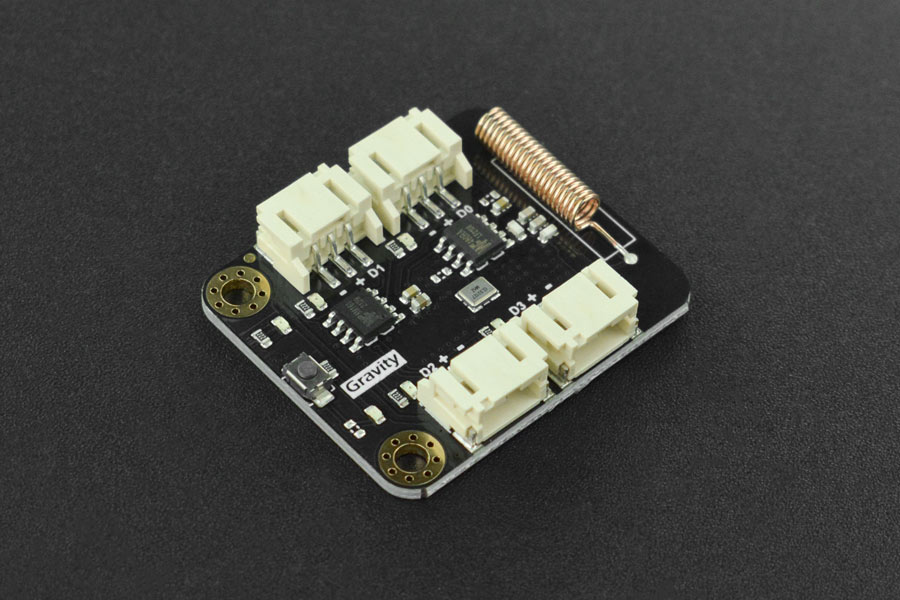 D0
+ -
D1
+ -
D3 + -
D2 + -
Gravity